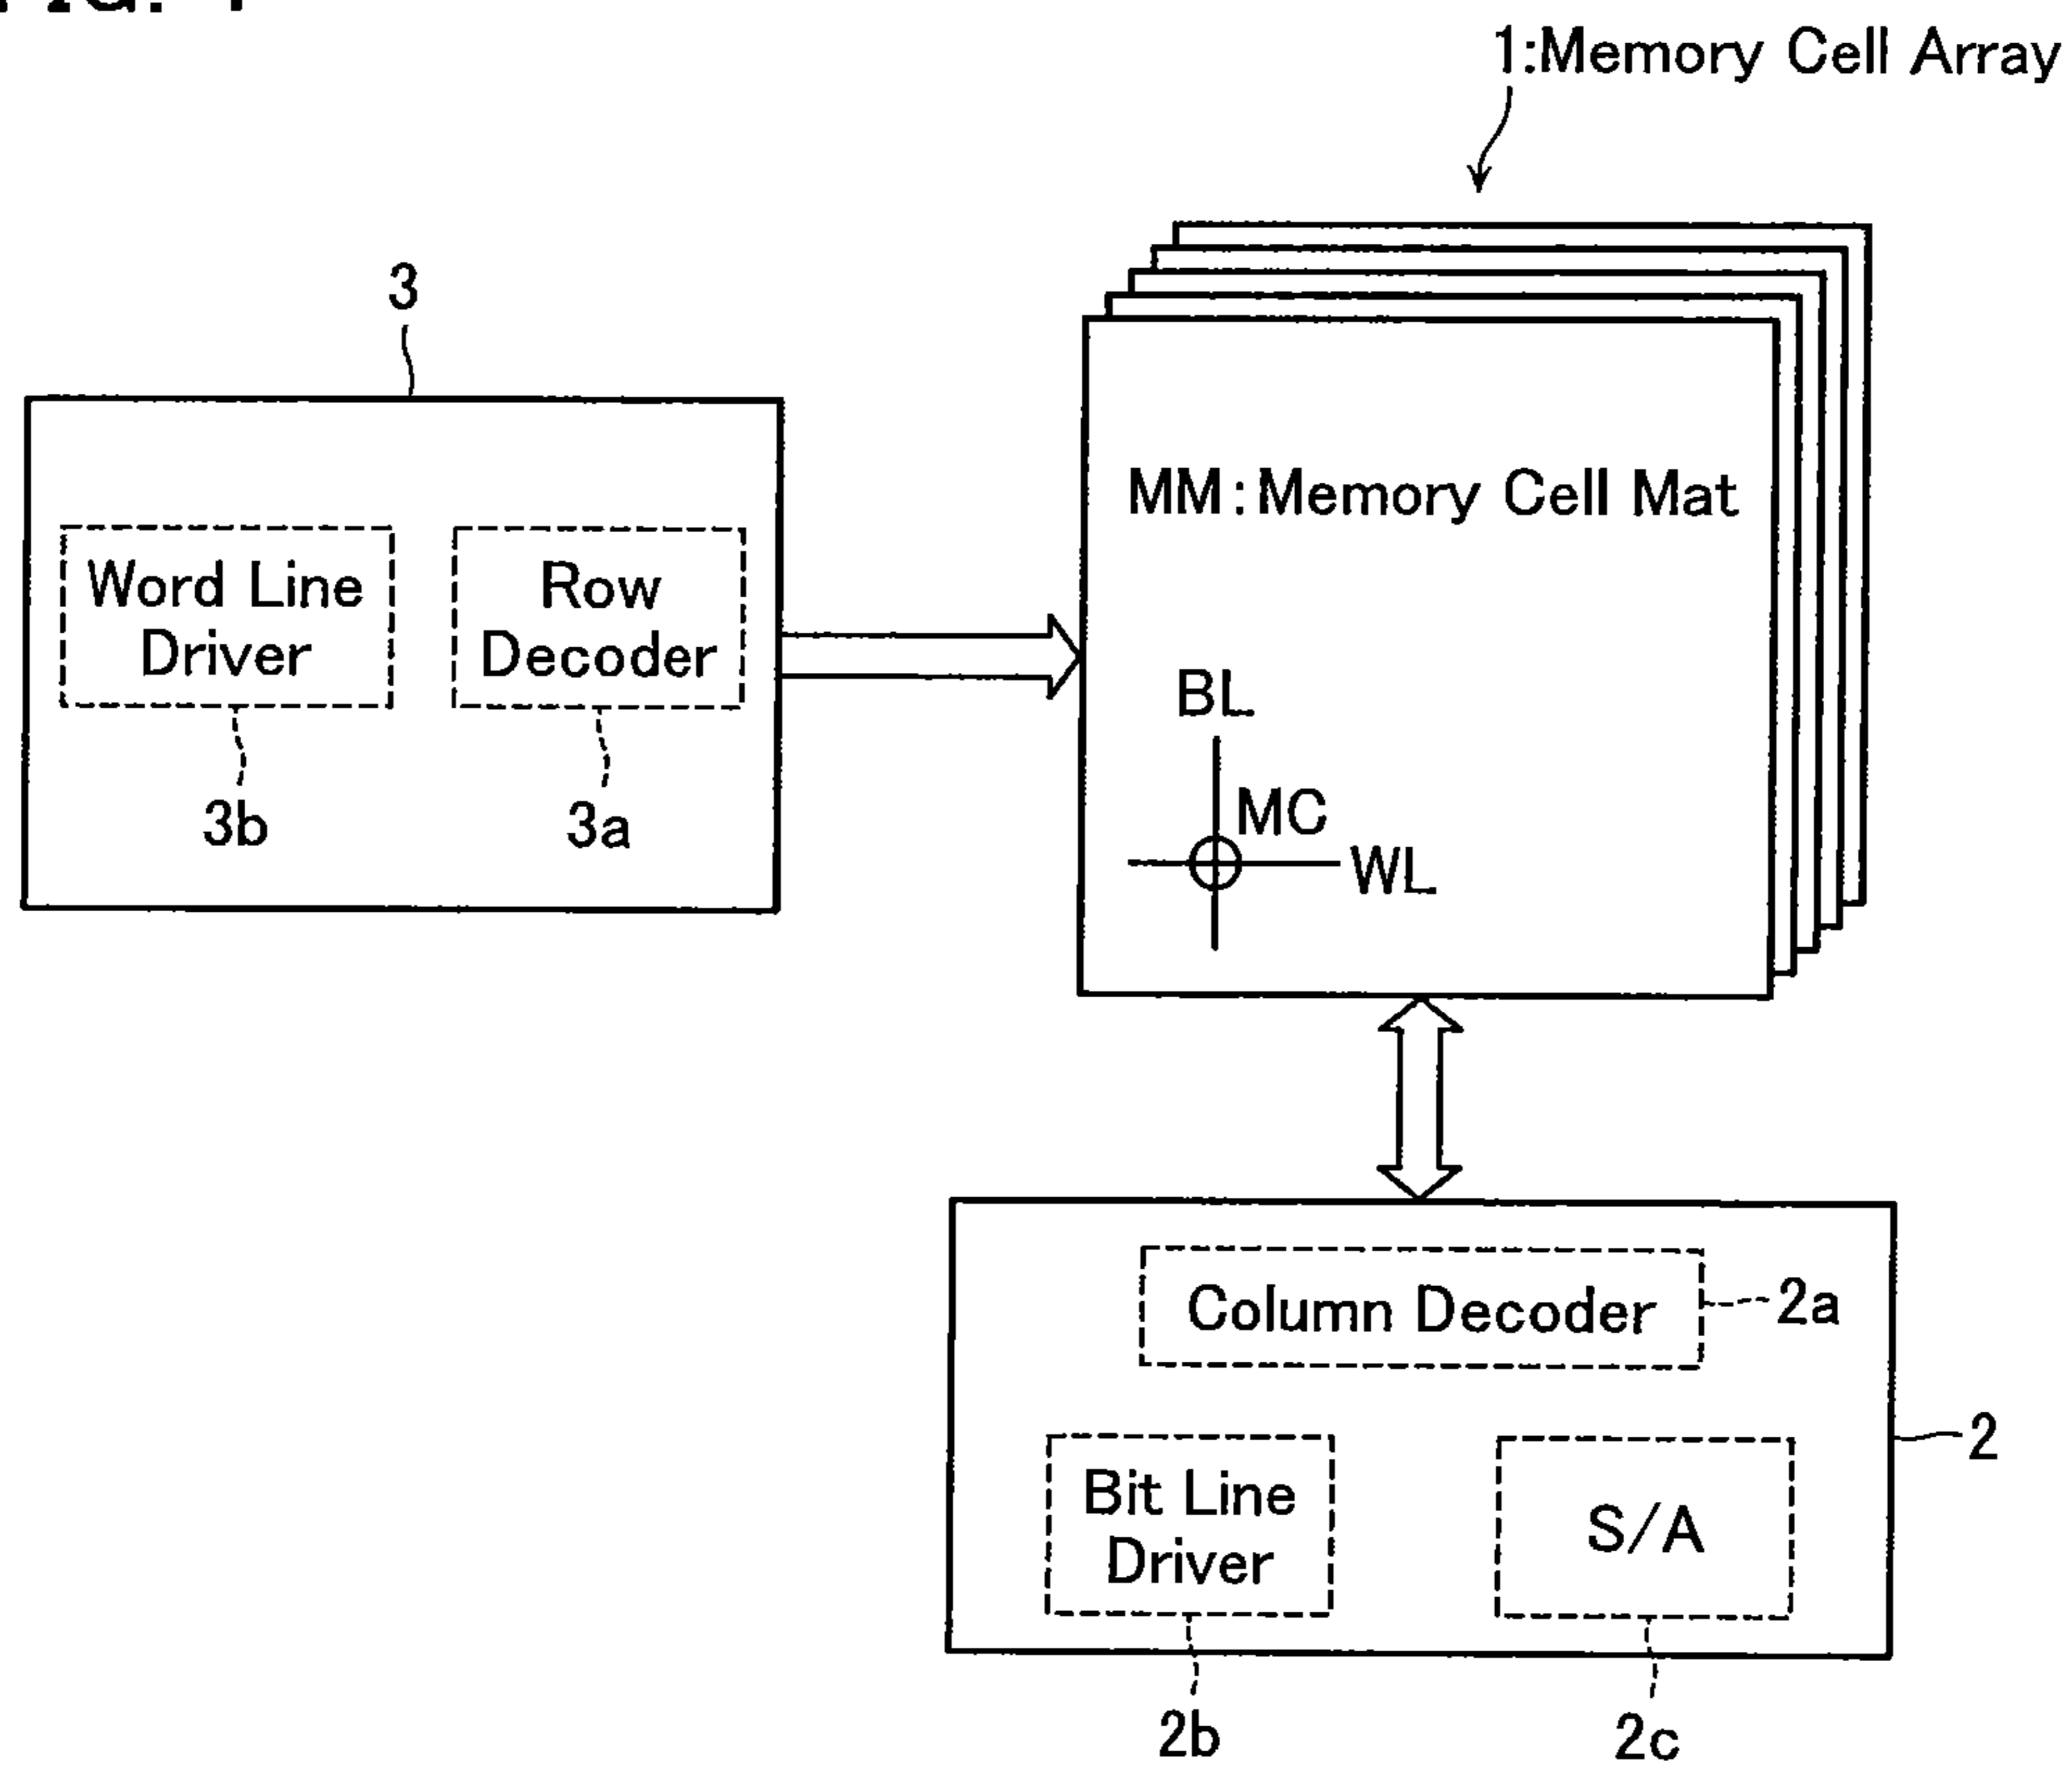 1:Memory Cell Array
3
MM:Memory Cell Mat
Word Line
Driver
Row
Decoder
3b
3a
BL
MC
WL
Column Decoder
2a
2
Bit Line
Driver
S/A
2b
2c